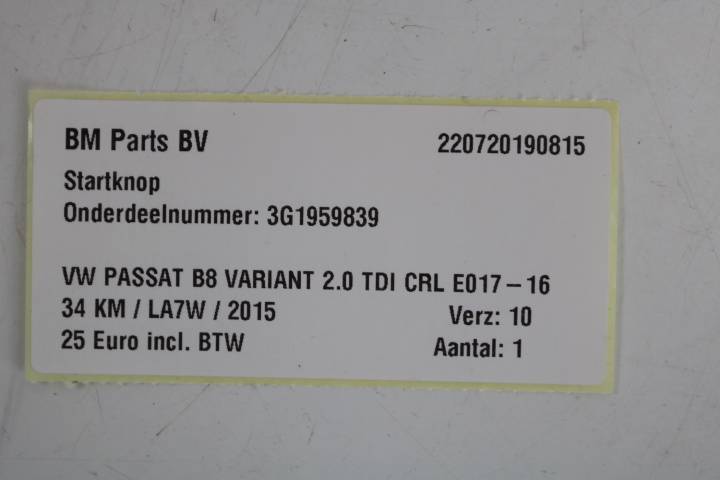 BM Parts BV 220720190815
Startknop
Onderdeelnummer: 3G1959839
VW PASSAT B8 VARIANT 2.0 TDI CRL E017-16
34 KM / LA7W / 2015 Verz: 10
25 Euro incl. BTW Aantal: 1